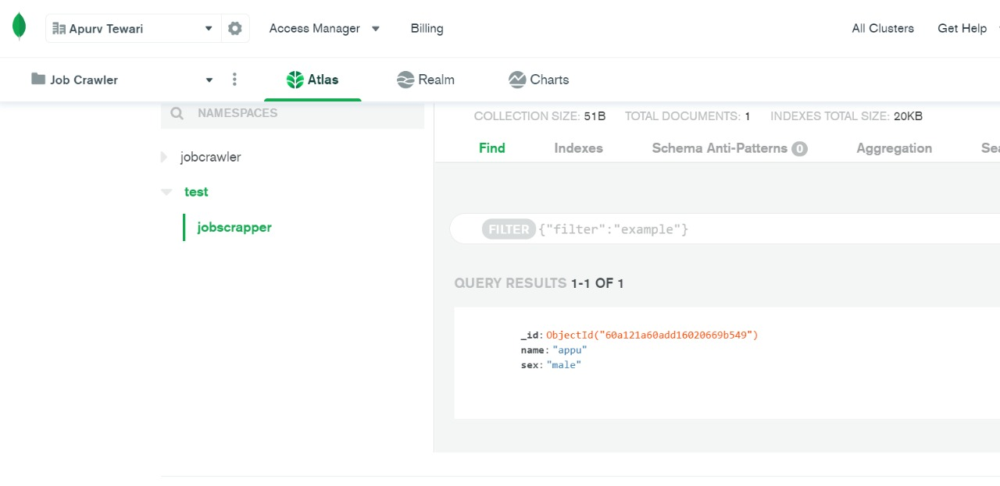 Apurv Tewari
Access Manager
Billing
All Clusters
Get Help
Job Crawler
Atlas
Realm
Charts
NAMESPACES
COLLECTION SIZE: 51B TOTAL DOCUMENTS: 1 INDEXES TOTAL SIZE: 20KB
jobcrawler
test
jobscrapper
Find
Indexes
Schema Anti-Patterns 0
Aggregation
Sea
FILTER {"filter":"example"}
QUERY RESULTS 1-1 OF 1
_id: ObjectId("60a121a60add16020669b549")
name: "appu"
sex: "male"